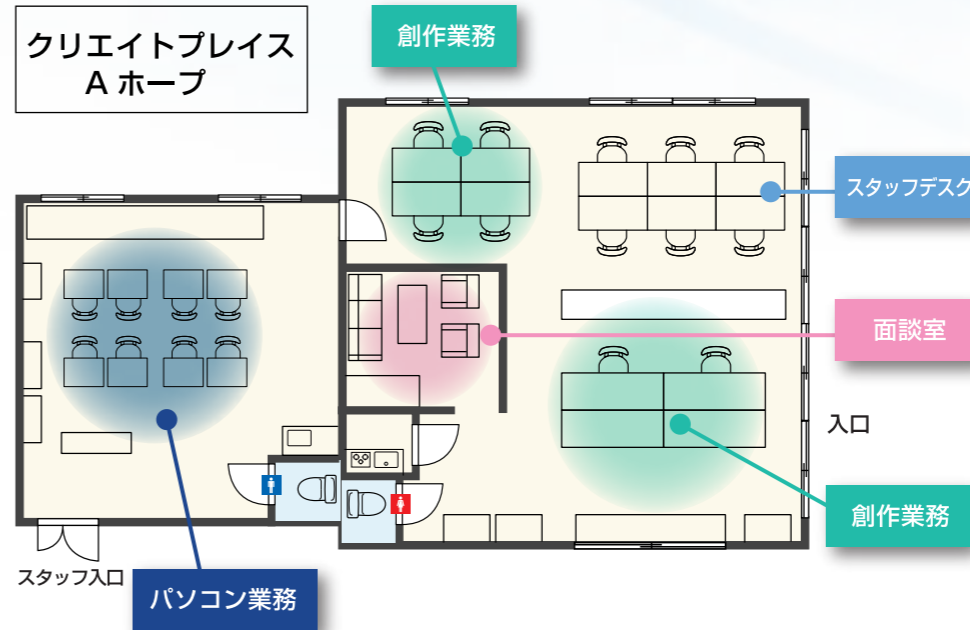 クリエイトプレイス
A ホープ
創作業務
スタッフデスク
面談室
入口
創作業務
スタッフ入口
パソコン業務